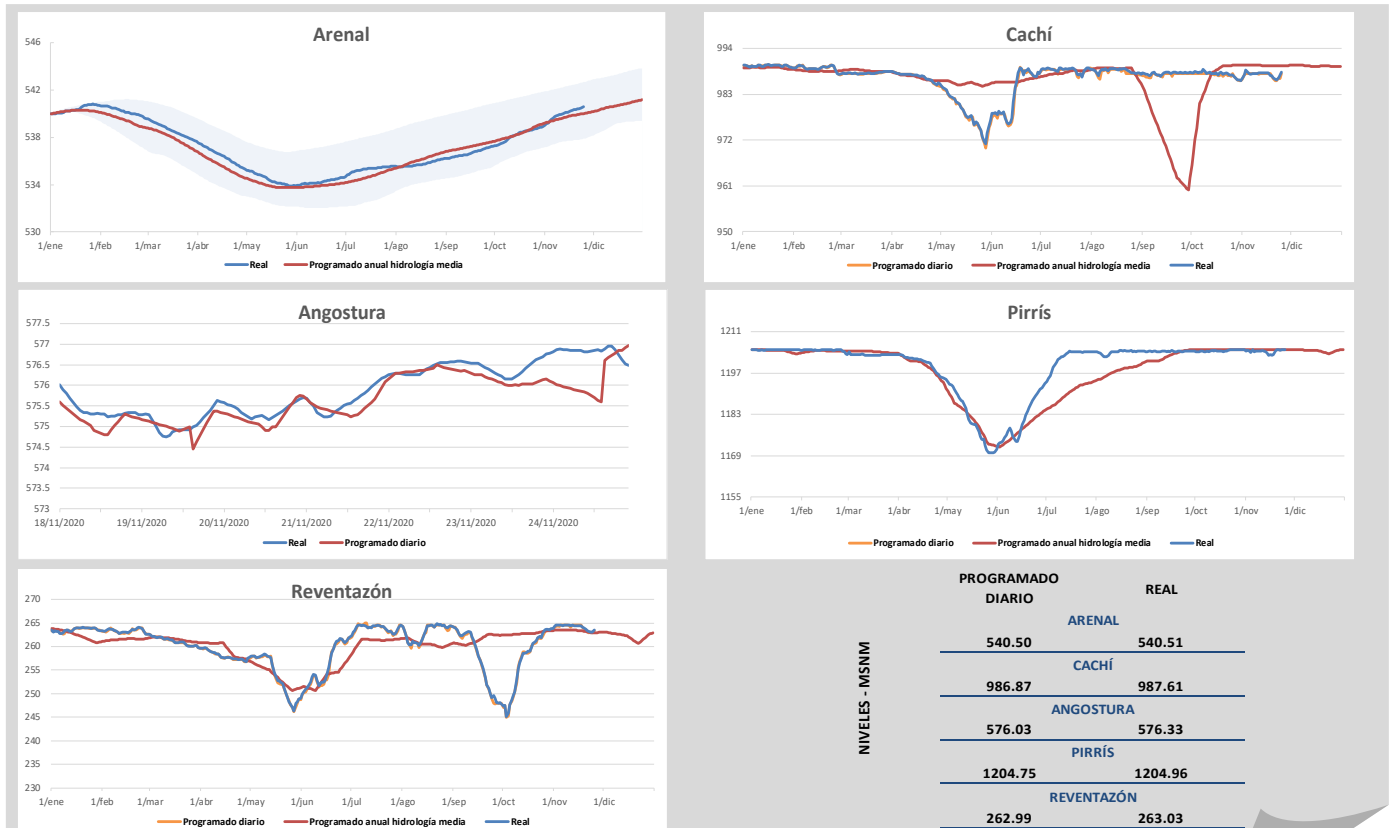 Arenal
546
542
538
534
530
1/ene 1/feb 1/mar 1/abr 1/may 1/jun 1/jul 1/ago 1/sep 1/oct 1/nov 1/dic
Real Programado anual hidrología media
Cachí
994
983
972
961
950
1/ene 1/feb 1/mar 1/abr 1/may 1/jun 1/jul 1/ago 1/sep 1/oct 1/nov 1/dic
Programado diario Programado anual hidrología media Real
Angostura
577.5
577
576.5
576
575.5
575
574.5
574
573.5
573
18/11/2020 19/11/2020 20/11/2020 21/11/2020 22/11/2020 23/11/2020 24/11/2020
Real Programado diario
Pirrís
1211
1197
1183
1169
1155
1/ene 1/feb 1/mar 1/abr 1/may 1/jun 1/jul 1/ago 1/sep 1/oct 1/nov 1/dic
Programado diario Programado anual hidrología media Real
Reventazón
270
265
260
255
250
245
240
235
230
1/ene 1/feb 1/mar 1/abr 1/may 1/jun 1/jul 1/ago 1/sep 1/oct 1/nov 1/dic
Programado diario Programado anual hidrología media Real
NIVELES - MSNM
PROGRAMADO
DIARIO
REAL
ARENAL
540.50 540.51
CACHÍ
986.87 987.61
ANGOSTURA
576.03 576.33
PIRRÍS
1204.75 1204.96
REVENTAZÓN
262.99 263.03